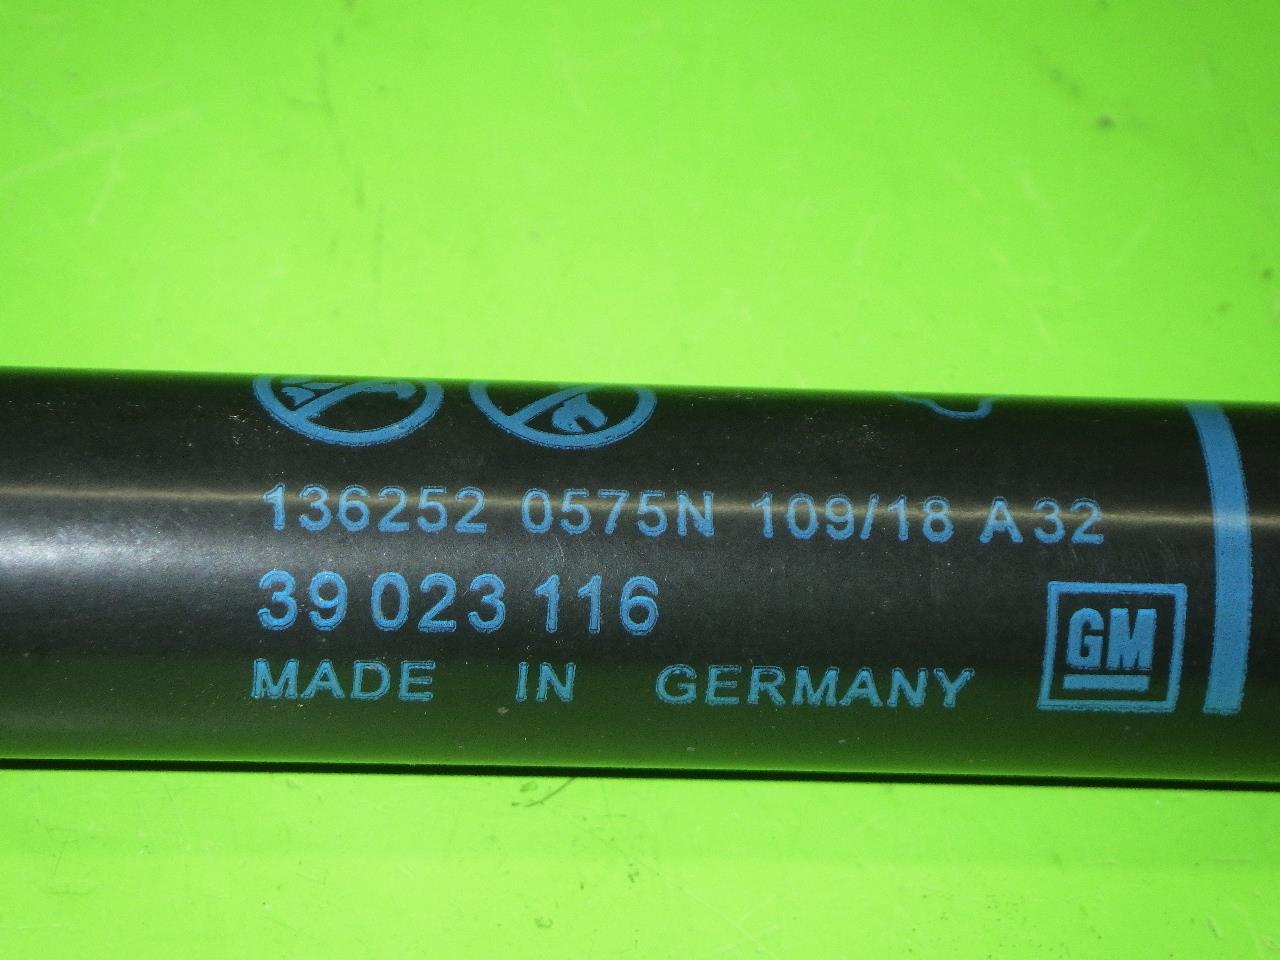 136252 0575N 109/18 A32
39 023 116
MADE IN GERMANY
GM